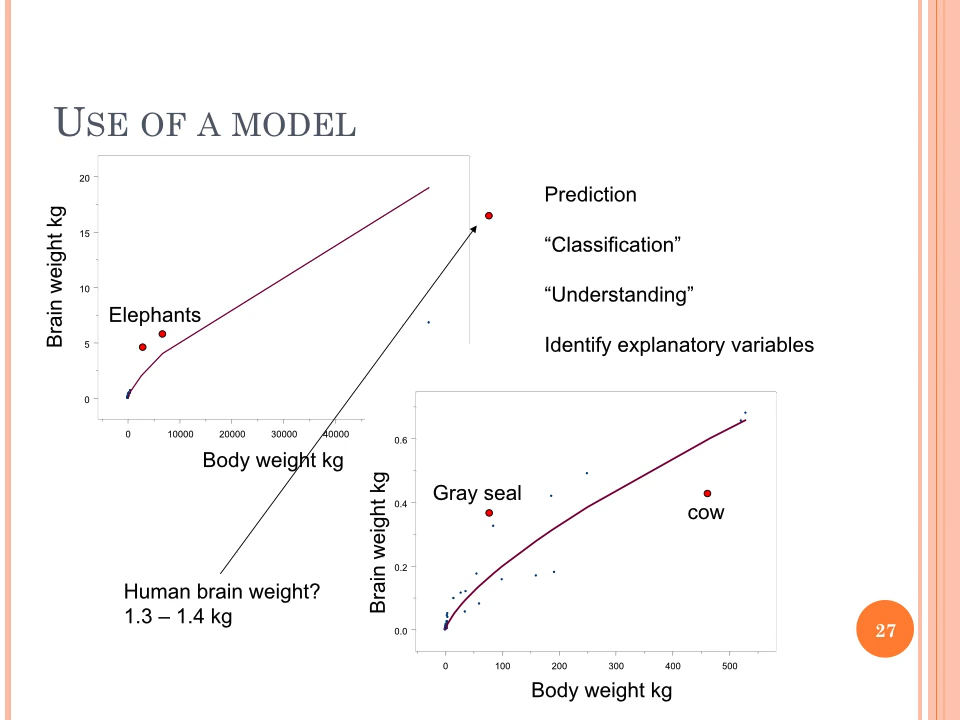 USE OF A MODEL
Brain weight kg
20
15
10
5
0
Elephants
0 10000 20000 30000 40000
Body weight kg
Prediction
“Classification”
“Understanding”
Identify explanatory variables
Human brain weight?
1.3 – 1.4 kg
Brain weight kg
0.6
0.4
0.2
0.0
Gray seal
cow
0 100 200 300 400 500
Body weight kg
27